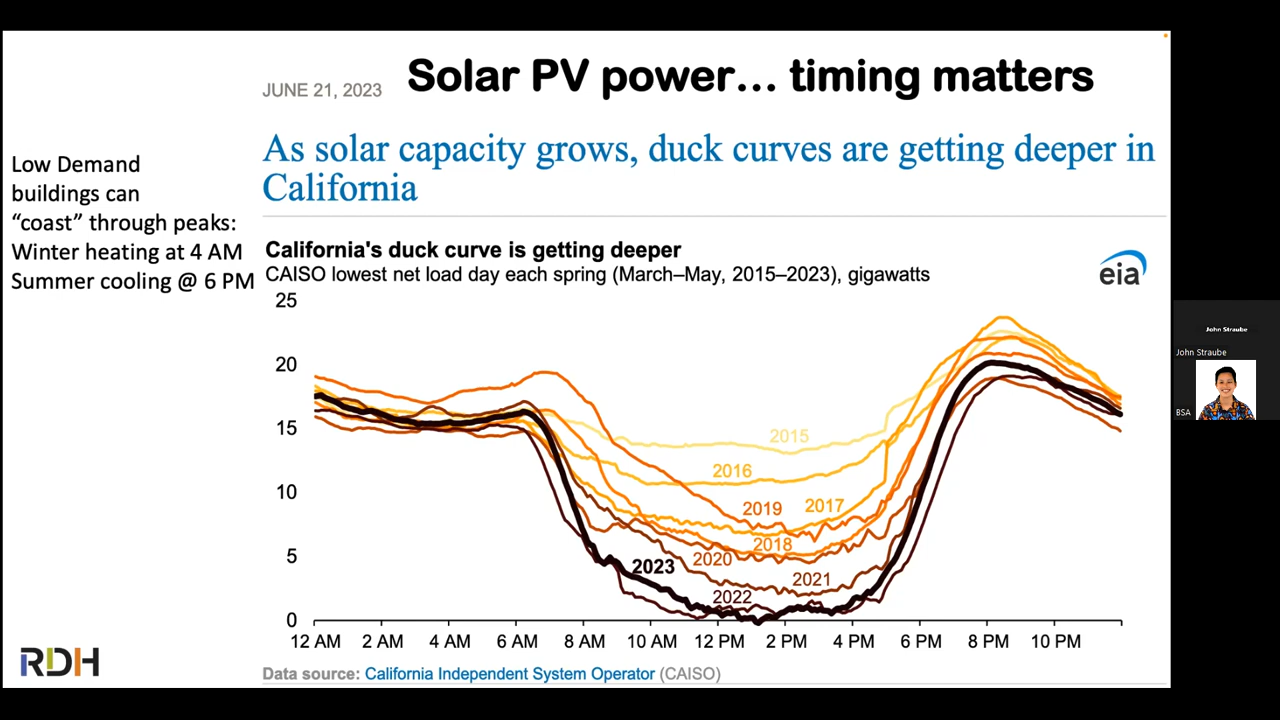 Solar PV power... timing matters
JUNE 21, 2023
As solar capacity grows, duck curves are getting deeper in
California
Low Demand
buildings can
“coast” through peaks:
Winter heating at 4 AM
Summer cooling @ 6 PM
California's duck curve is getting deeper
CAISO lowest net load day each spring (March–May, 2015–2023), gigawatts
eia
25
20
15
10
5
0
2015
2016
2019
2017
2018
2020
2023
2021
2022
12 AM 2 AM 4 AM 6 AM 8 AM 10 AM 12 PM 2 PM 4 PM 6 PM 8 PM 10 PM
Data source: California Independent System Operator (CAISO)
RDH
John Straube
John Straube
BSA